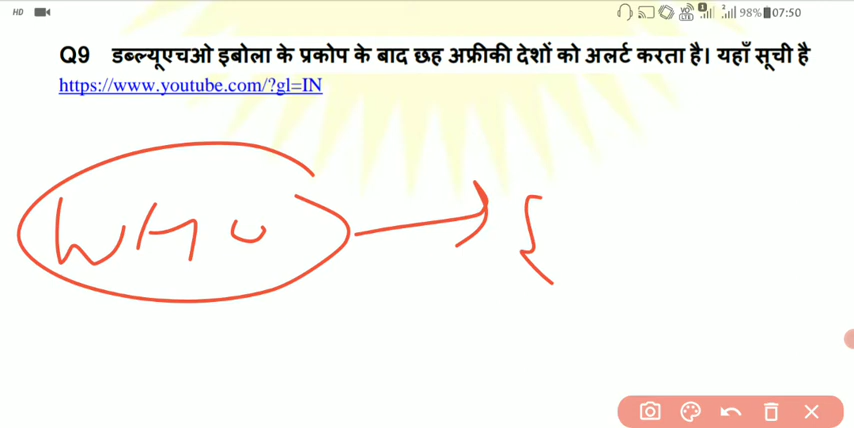 HD 98% 07:50
Q9 डब्ल्यूएचओ इबोला के प्रकोप के बाद छह अफ्रीकी देशों को अलर्ट करता है। यहाँ सूची है
https://www.youtube.com/?gl=IN
WHO